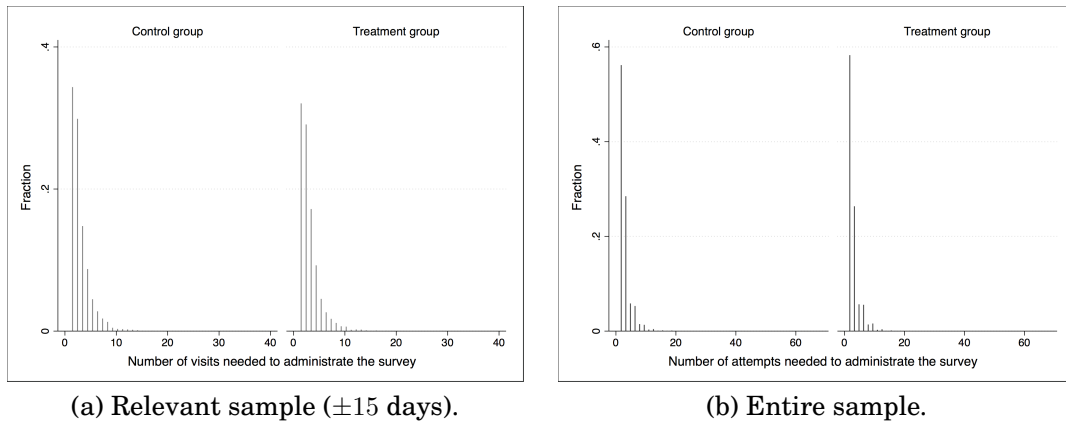 Control group
Treatment group
.4
.2
0
Fraction
0 10 20 30 40
0 10 20 30 40
Number of visits needed to administrate the survey
(a) Relevant sample (±15 days).
Control group
Treatment group
.6
.4
.2
0
Fraction
0 20 40 60
0 20 40 60
Number of attempts needed to administrate the survey
(b) Entire sample.